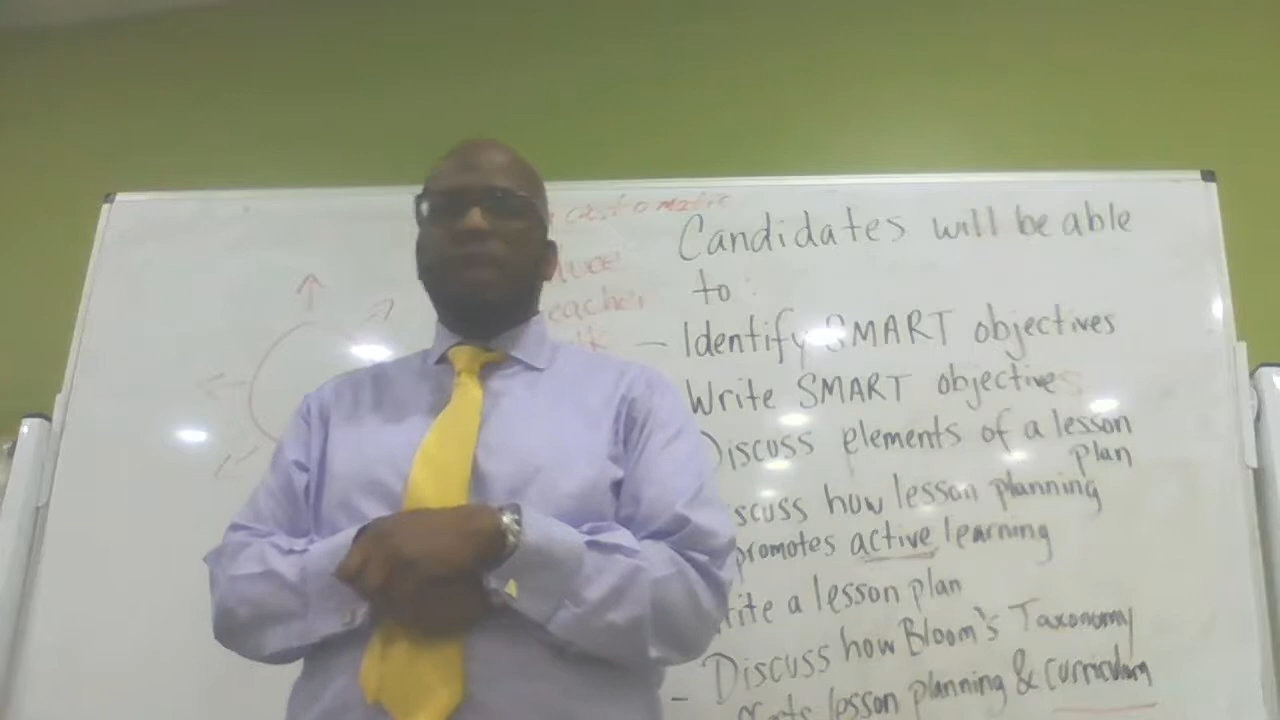 Candidates will be able
to:
- Identify SMART objectives
Write SMART objectives
Discuss elements of a lesson
plan
scuss how lesson planning
promotes active learning
rite a lesson plan
- Discuss how Bloom's Taxonomy
lesson planning & curriculum
eacher